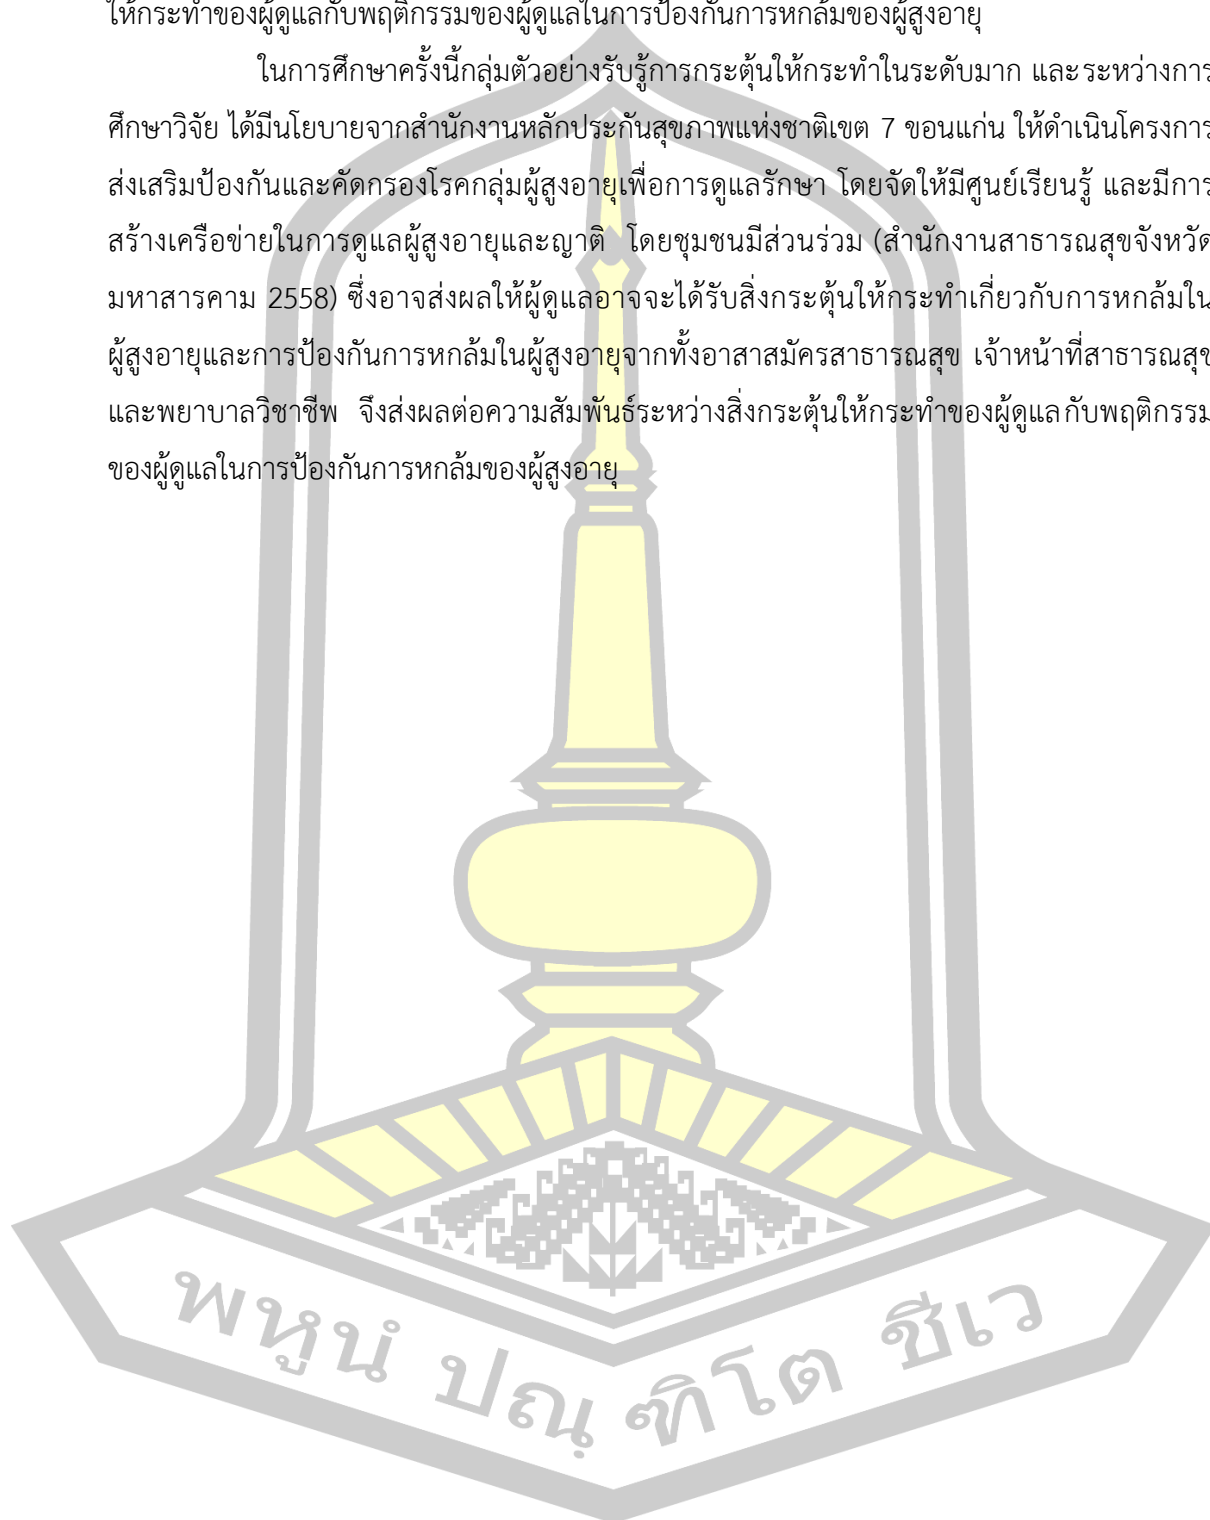 ให้กระทำของผู้ดูแลกับพฤติกรรมของผู้ดูแลในการป้องกันการหกล้มของผู้สูงอายุ
ในการศึกษาครั้งนี้กลุ่มตัวอย่างรับรู้การกระตุ้นให้กระทำในระดับมาก และระหว่างการ
ศึกษาวิจัย ได้มีนโยบายจากสำนักงานหลักประกันสุขภาพแห่งชาติเขต 7 ขอนแก่น ให้ดำเนินโครงการ
ส่งเสริมป้องกันและคัดกรองโรคกลุ่มผู้สูงอายุเพื่อการดูแลรักษา โดยจัดให้มีศูนย์เรียนรู้ และมีการ
สร้างเครือข่ายในการดูแลผู้สูงอายุและญาติ โดยชุมชนมีส่วนร่วม (สำนักงานสาธารณสุขจังหวัด
มหาสารคาม 2558) ซึ่งอาจส่งผลให้ผู้ดูแลอาจจะได้รับสิ่งกระตุ้นให้กระทำเกี่ยวกับการหกล้มใน
ผู้สูงอายุและการป้องกันการหกล้มในผู้สูงอายุจากทั้งอาสาสมัครสาธารณสุข เจ้าหน้าที่สาธารณสุข
และพยาบาลวิชาชีพ จึงส่งผลต่อความสัมพันธ์ระหว่างสิ่งกระตุ้นให้กระทำของผู้ดูแลกับพฤติกรรม
ของผู้ดูแลในการป้องกันการหกล้มของผู้สูงอายุ
พหูนํ ปณฺ ฑิโต ชีเว